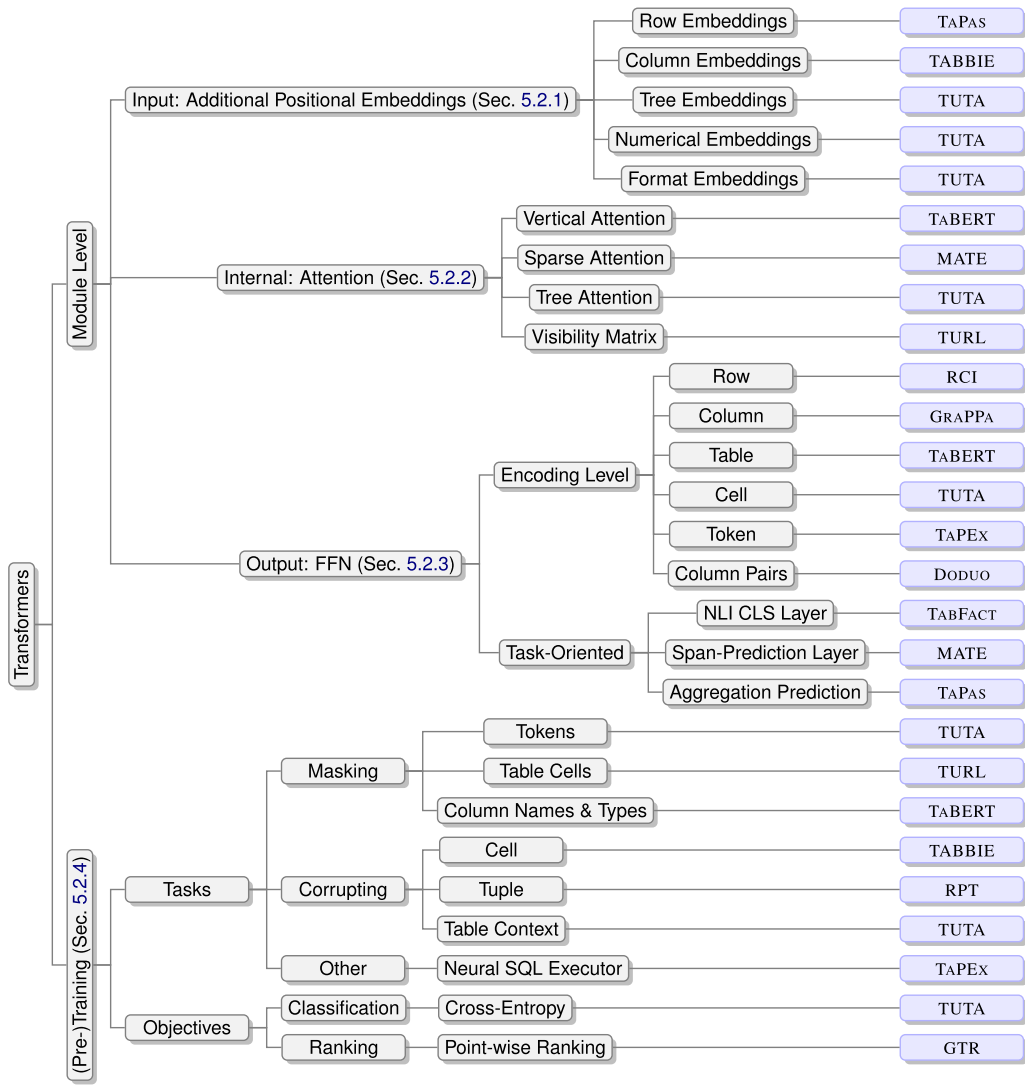 Transformers
Module Level
Input: Additional Positional Embeddings (Sec. 5.2.1)
Row Embeddings
TAPAS
Column Embeddings
TABBIE
Tree Embeddings
TUTA
Numerical Embeddings
TUTA
Format Embeddings
TUTA
Internal: Attention (Sec. 5.2.2)
Vertical Attention
TABERT
Sparse Attention
MATE
Tree Attention
TUTA
Visibility Matrix
TURL
Output: FFN (Sec. 5.2.3)
Encoding Level
Row
RCI
Column
GRAPPA
Table
TABERT
Cell
TUTA
Token
TAPEX
Column Pairs
DODUO
Task-Oriented
NLI CLS Layer
TABFACT
Span-Prediction Layer
MATE
Aggregation Prediction
TAPAS
(Pre-)Training (Sec. 5.2.4)
Tasks
Masking
Tokens
TUTA
Table Cells
TURL
Column Names & Types
TABERT
Corrupting
Cell
TABBIE
Tuple
RPT
Table Context
TUTA
Other
Neural SQL Executor
TAPEX
Objectives
Classification
Cross-Entropy
TUTA
Ranking
Point-wise Ranking
GTR